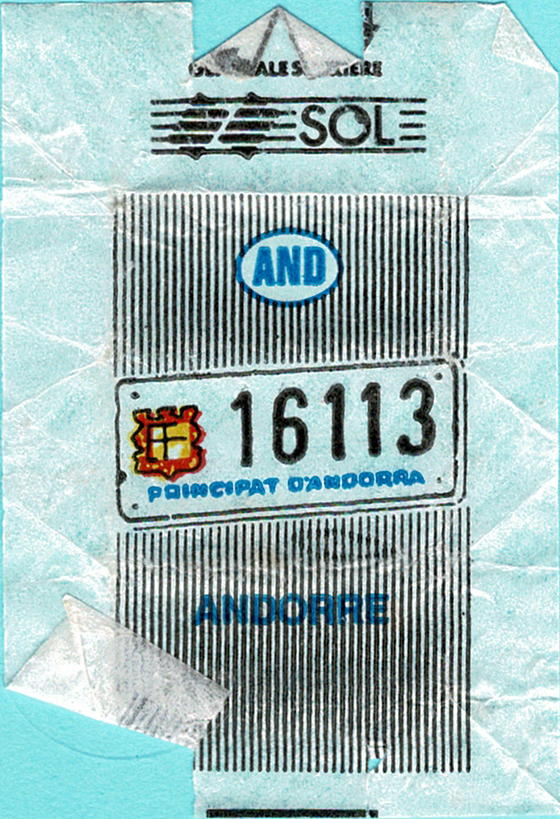 SOL
AND
16113
PRINCIPAT D'ANDORRA
ANDORRE